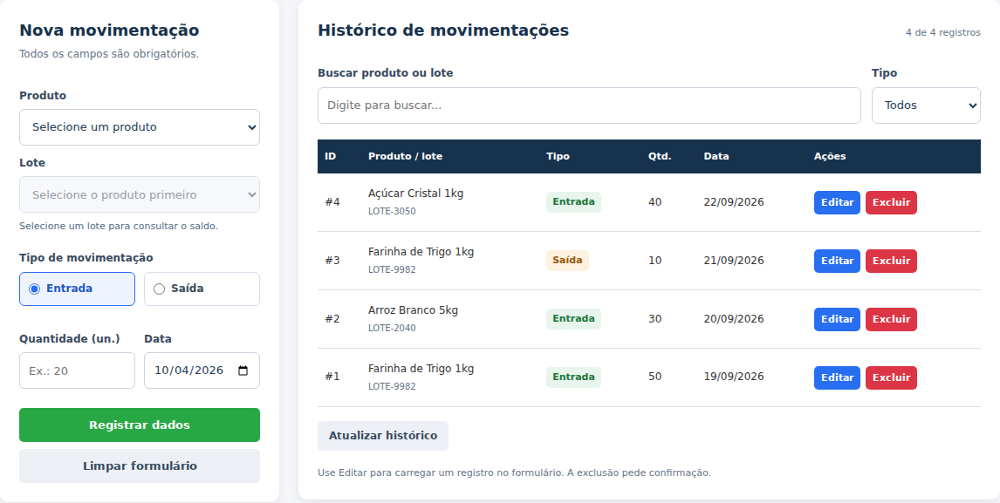 Nova movimentação
Todos os campos são obrigatórios.
Produto
Selecione um produto
Lote
Selecione o produto primeiro
Selecione um lote para consultar o saldo.
Tipo de movimentação
Entrada Saída
Quantidade (un.) Data
Ex.: 20 10/04/2026
Registrar dados
Limpar formulário
Histórico de movimentações 4 de 4 registros
Buscar produto ou lote Tipo
Digite para buscar... Todos
ID Produto / lote Tipo Qtd. Data Ações
#4 Açúcar Cristal 1kg LOTE-3050 Entrada 40 22/09/2026 Editar Excluir
#3 Farinha de Trigo 1kg LOTE-9982 Saída 10 21/09/2026 Editar Excluir
#2 Arroz Branco 5kg LOTE-2040 Entrada 30 20/09/2026 Editar Excluir
#1 Farinha de Trigo 1kg LOTE-9982 Entrada 50 19/09/2026 Editar Excluir
Atualizar histórico
Use Editar para carregar um registro no formulário. A exclusão pede confirmação.